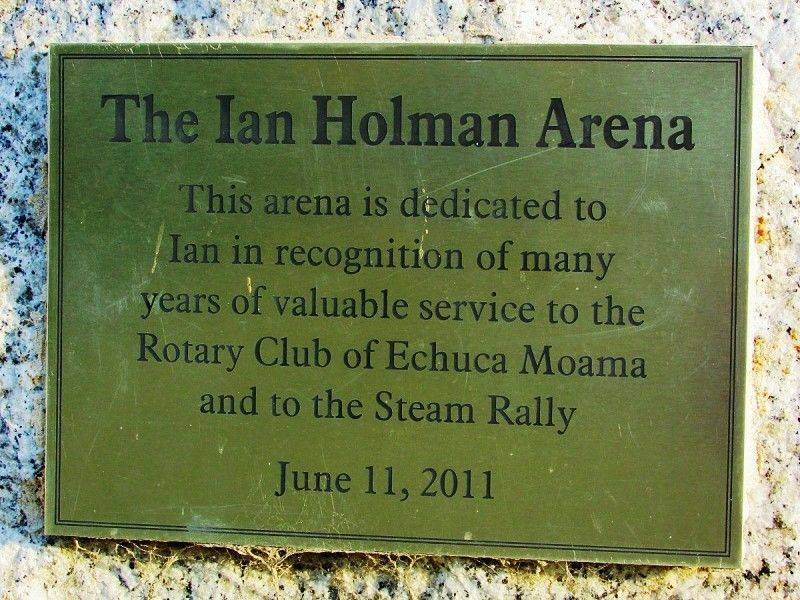 The Ian Holman Arena
This arena is dedicated to
Ian in recognition of many
years of valuable service to the
Rotary Club of Echuca Moama
and to the Steam Rally
June 11, 2011